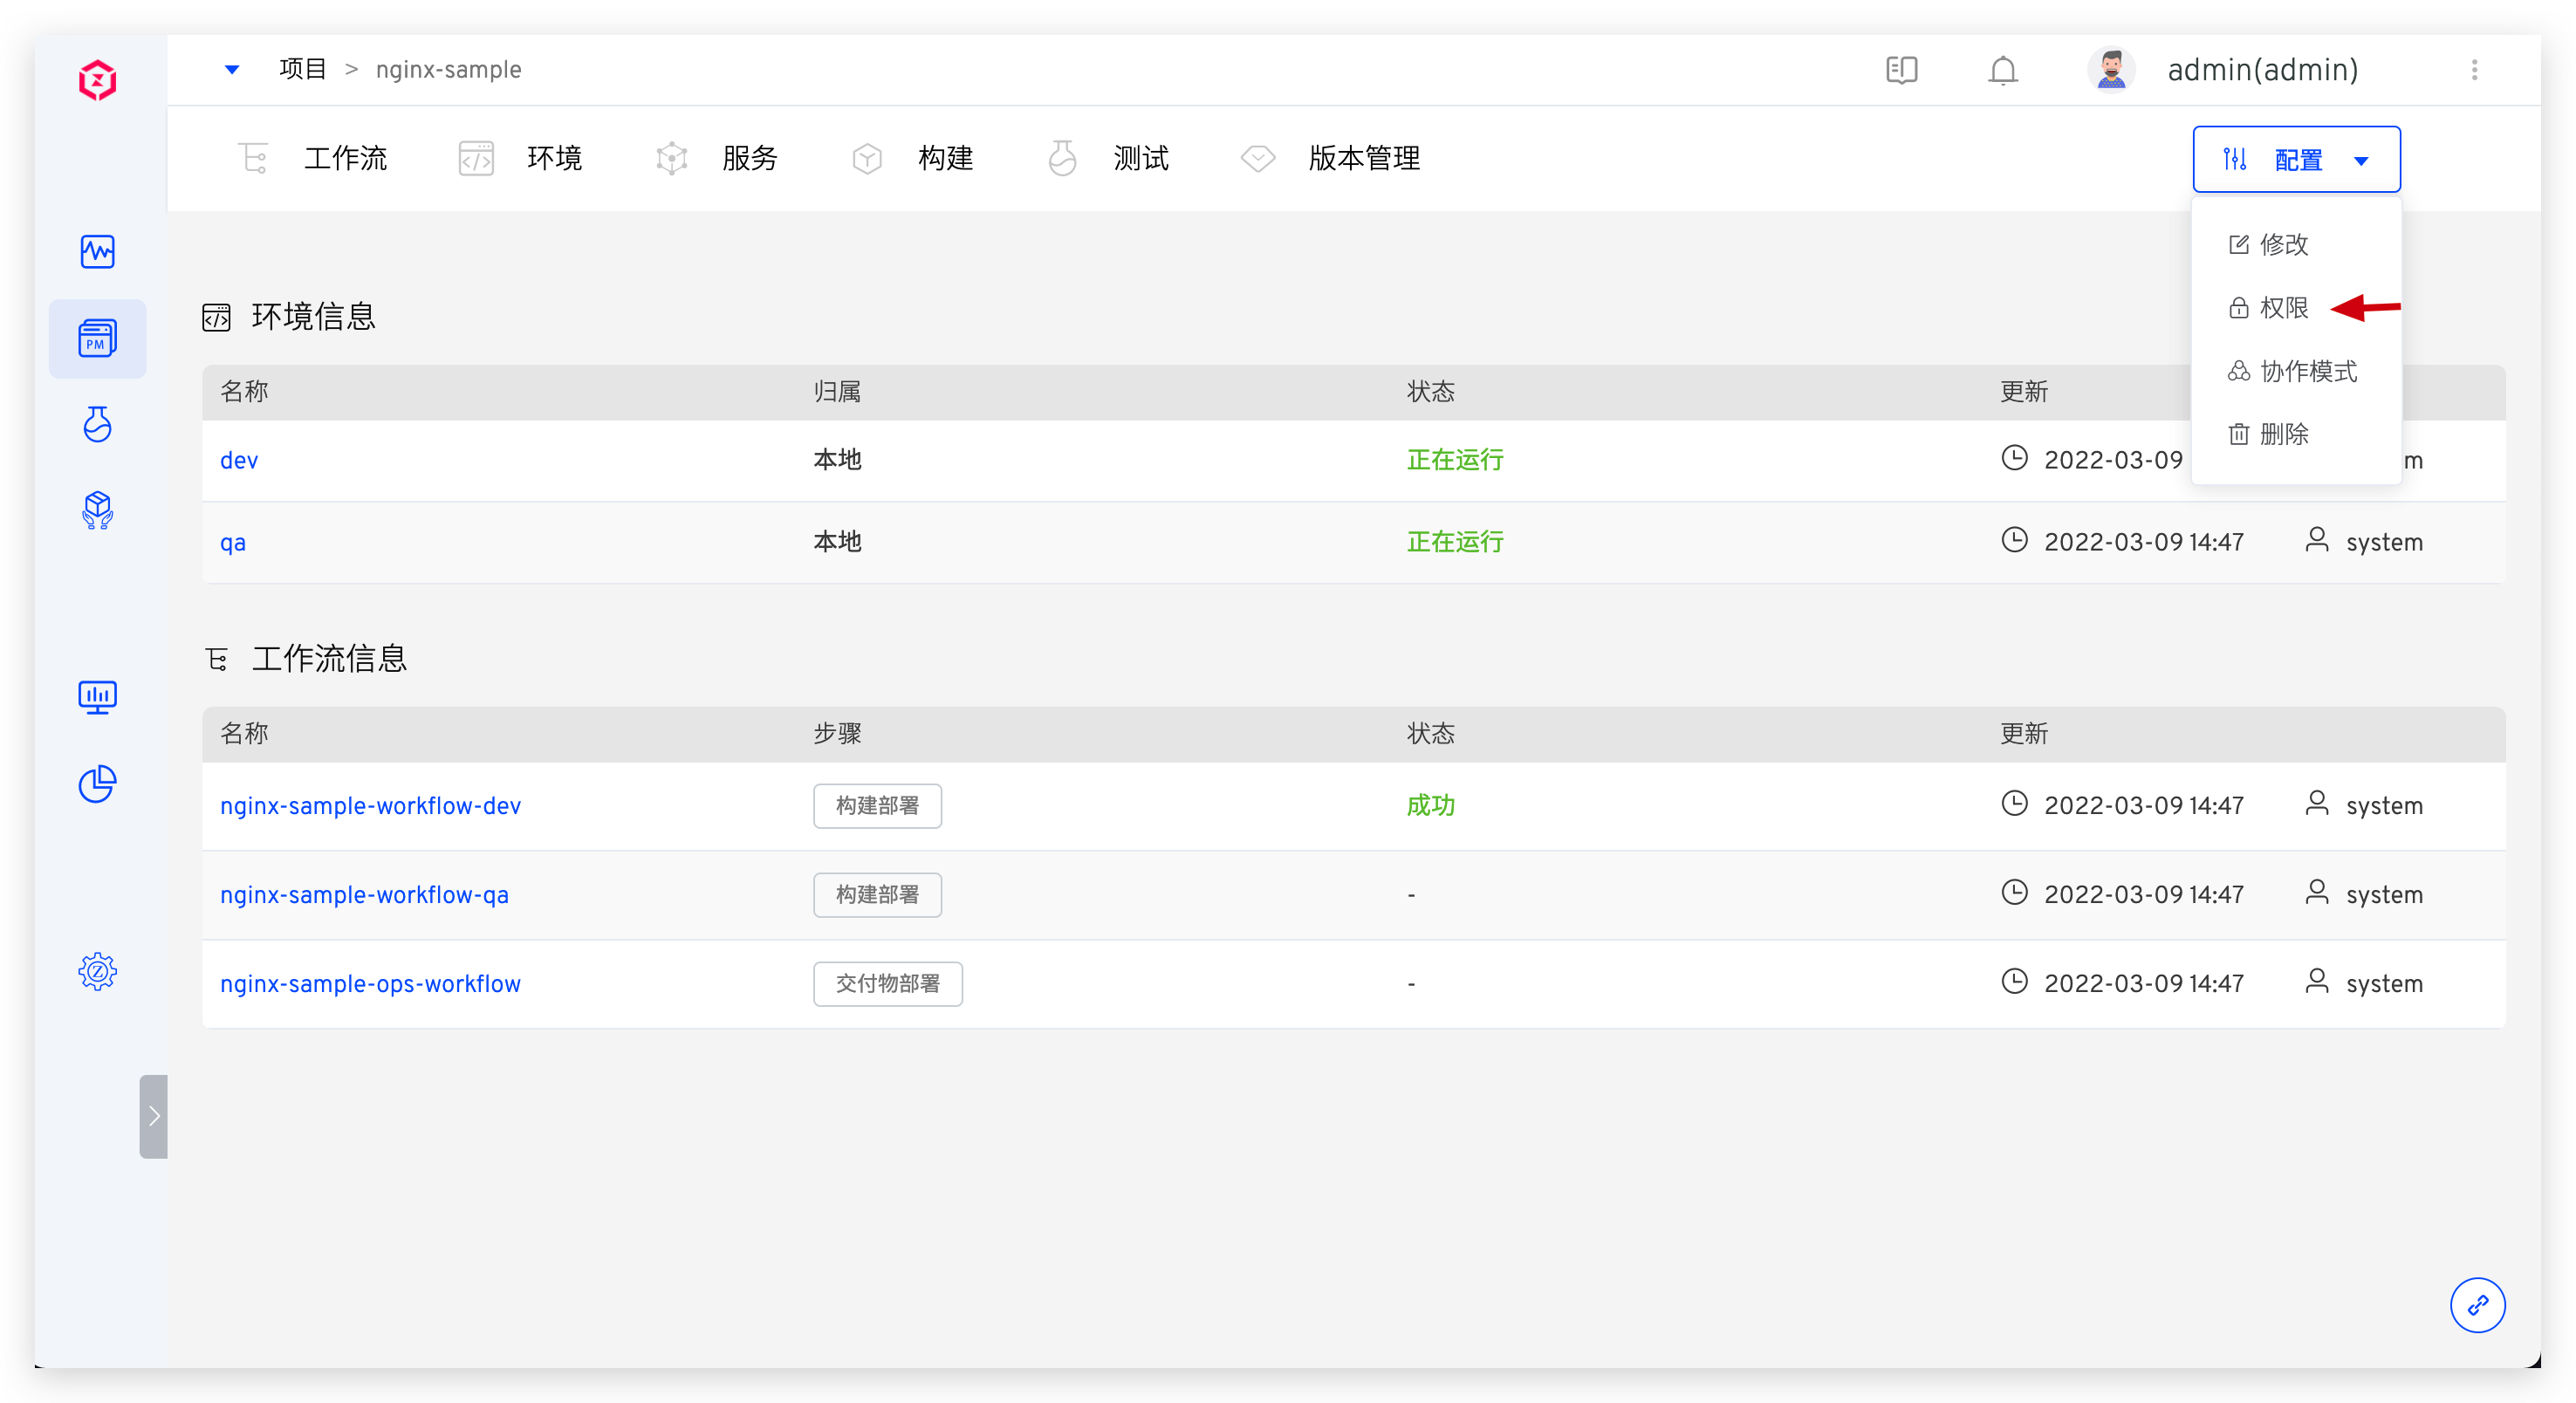 项目 > nginx-sample
admin(admin)
工作流 环境 服务 构建 测试 版本管理
配置
修改
权限
协作模式
删除
PM
环境信息
名称 归属 状态 更新
dev 本地 正在运行 2022-03-09 m
qa 本地 正在运行 2022-03-09 14:47 system
工作流信息
名称 步骤 状态 更新
nginx-sample-workflow-dev 构建部署 成功 2022-03-09 14:47 system
nginx-sample-workflow-qa 构建部署 - 2022-03-09 14:47 system
nginx-sample-ops-workflow 交付物部署 - 2022-03-09 14:47 system